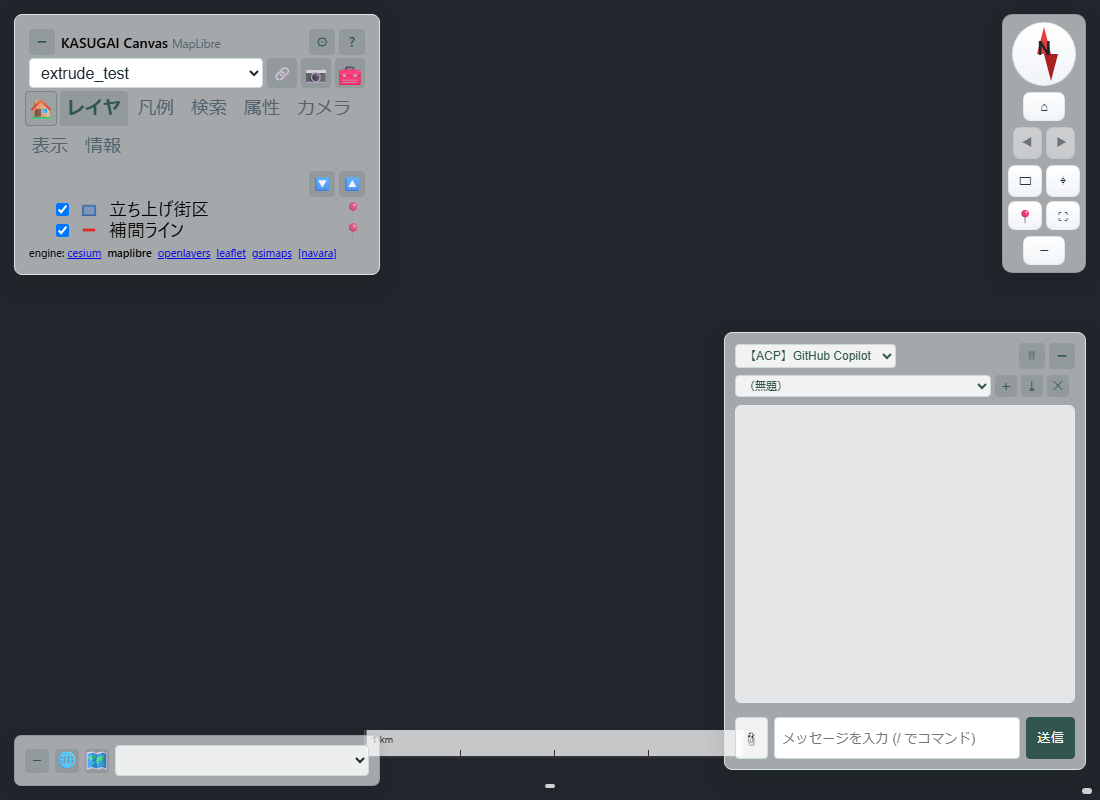 KASUGAI Canvas MapLibre
?
extrude_test
レイヤ 凡例 検索 属性 カメラ
表示 情報
立ち上げ街区
補間ライン
engine: cesium maplibre openlayers leaflet gsimaps [navara]
N
【ACP】GitHub Copilot
（無題）
km
メッセージを入力 (/ でコマンド)
送信